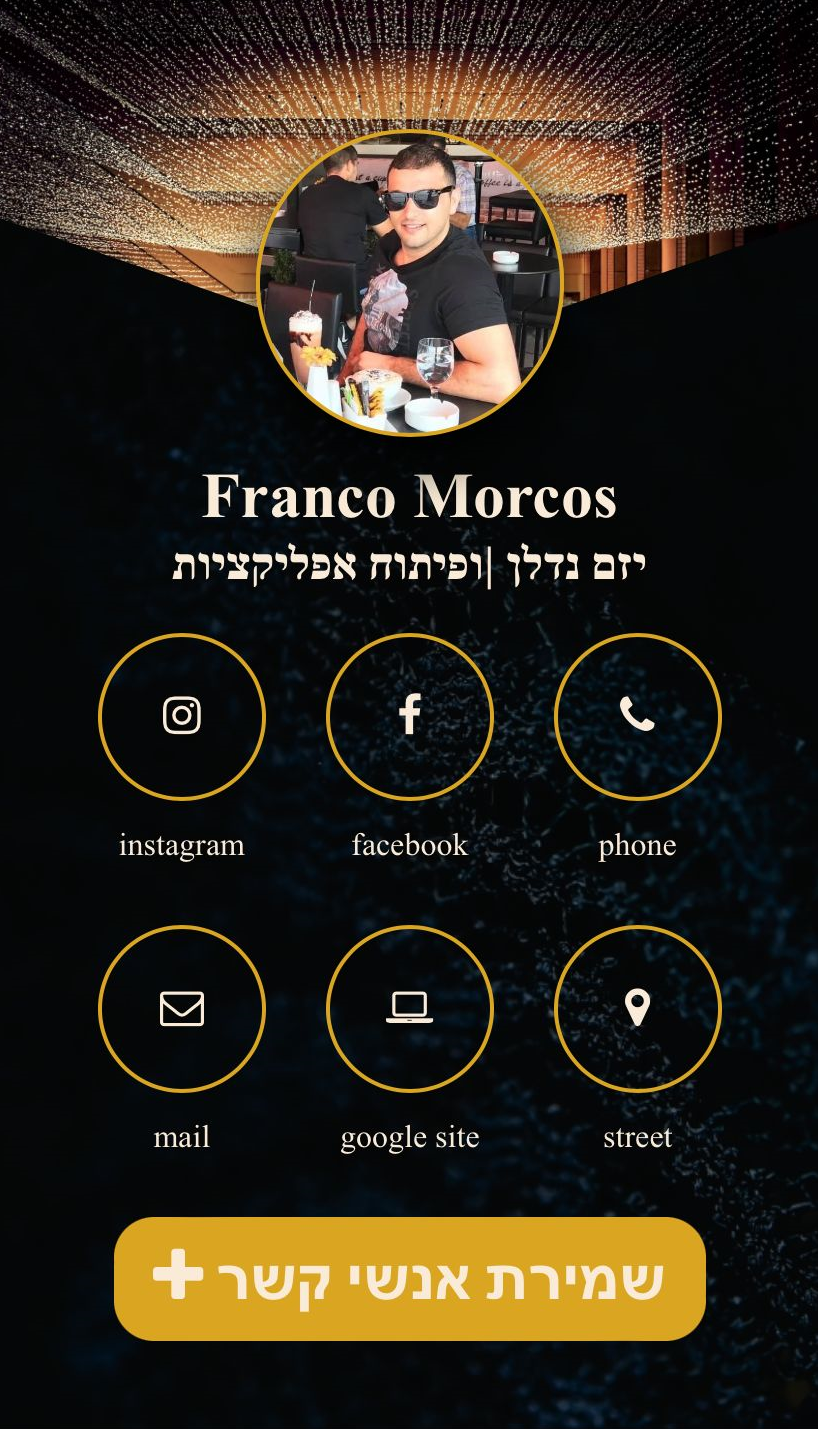 Franco Morcos
יזם נדלן |ופיתוח אפליקציות
instagram
facebook
phone
mail
google site
street
שמירת אנשי קשר